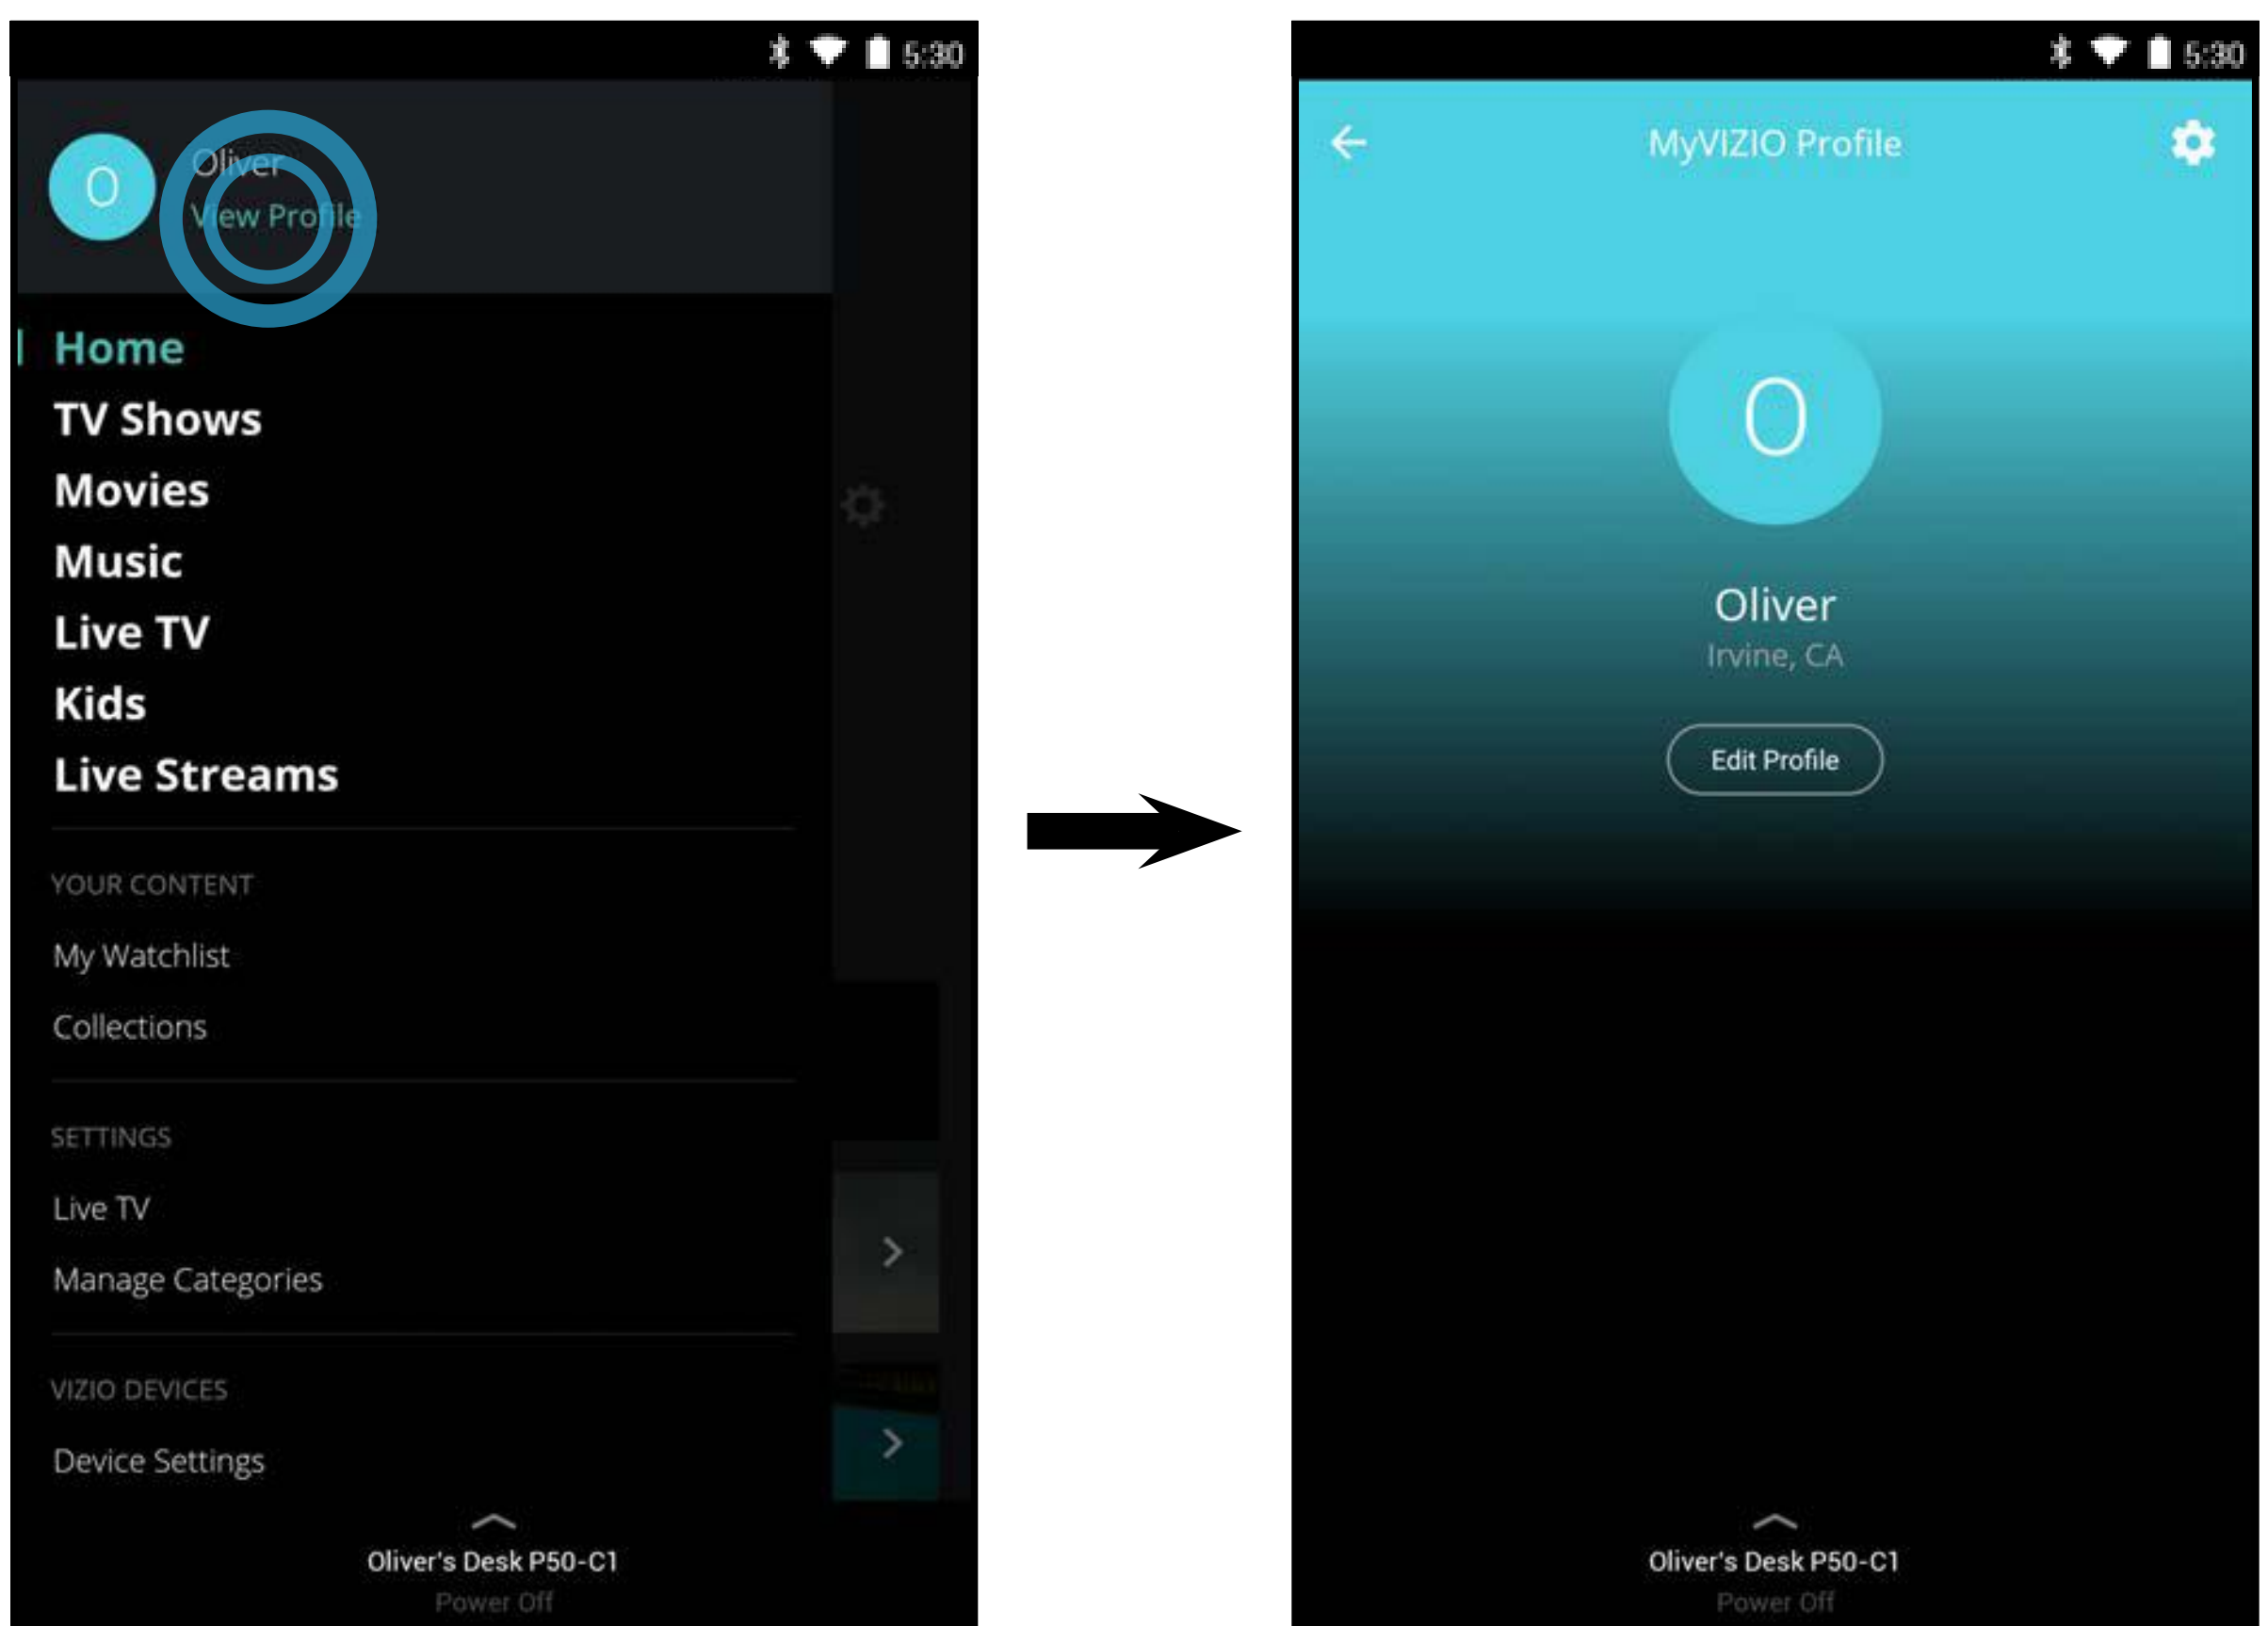 5:30
O
Oliver
View Profile
Home
TV Shows
Movies
Music
Live TV
Kids
Live Streams
YOUR CONTENT
My Watchlist
Collections
SETTINGS
Live TV
Manage Categories
VIZIO DEVICES
Device Settings
Oliver's Desk P50-C1
Power Off
5:30
MyVIZIO Profile
O
Oliver
Irvine, CA
Edit Profile
Oliver's Desk P50-C1
Power Off